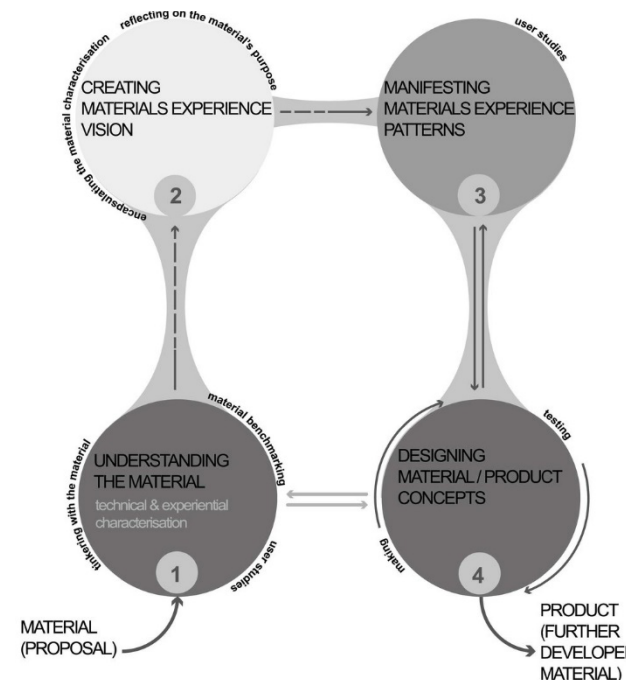 reflecting on the material's purpose
encapsulating the material characterisation
CREATING
MATERIALS EXPERIENCE
VISION
2
user studies
MANIFESTING
MATERIALS EXPERIENCE
PATTERNS
3
material benchmarking
tinkering with the material
UNDERSTANDING
THE MATERIAL
technical & experiential
characterisation
user studies
1
MATERIAL
(PROPOSAL)
testing
DESIGNING
MATERIAL / PRODUCT
CONCEPTS
making
4
PRODUCT
(FURTHER
DEVELOPE
MATERIAL)